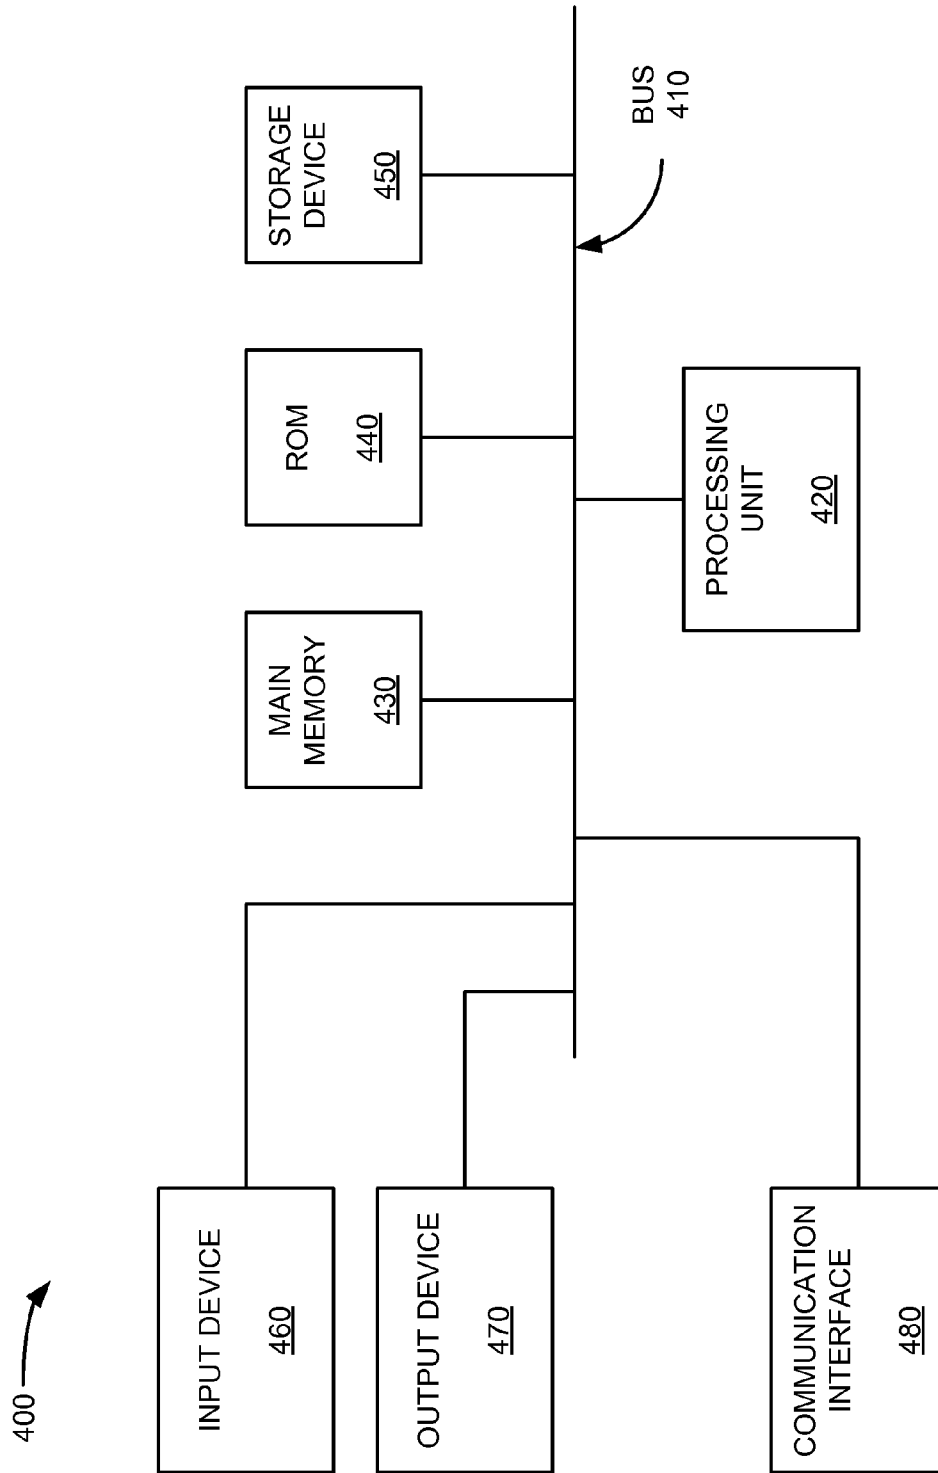 400
MAIN
MEMORY
430
ROM
440
STORAGE
DEVICE
450
INPUT DEVICE
460
OUTPUT DEVICE
470
COMMUNICATION
INTERFACE
480
PROCESSING
UNIT
420
BUS
410